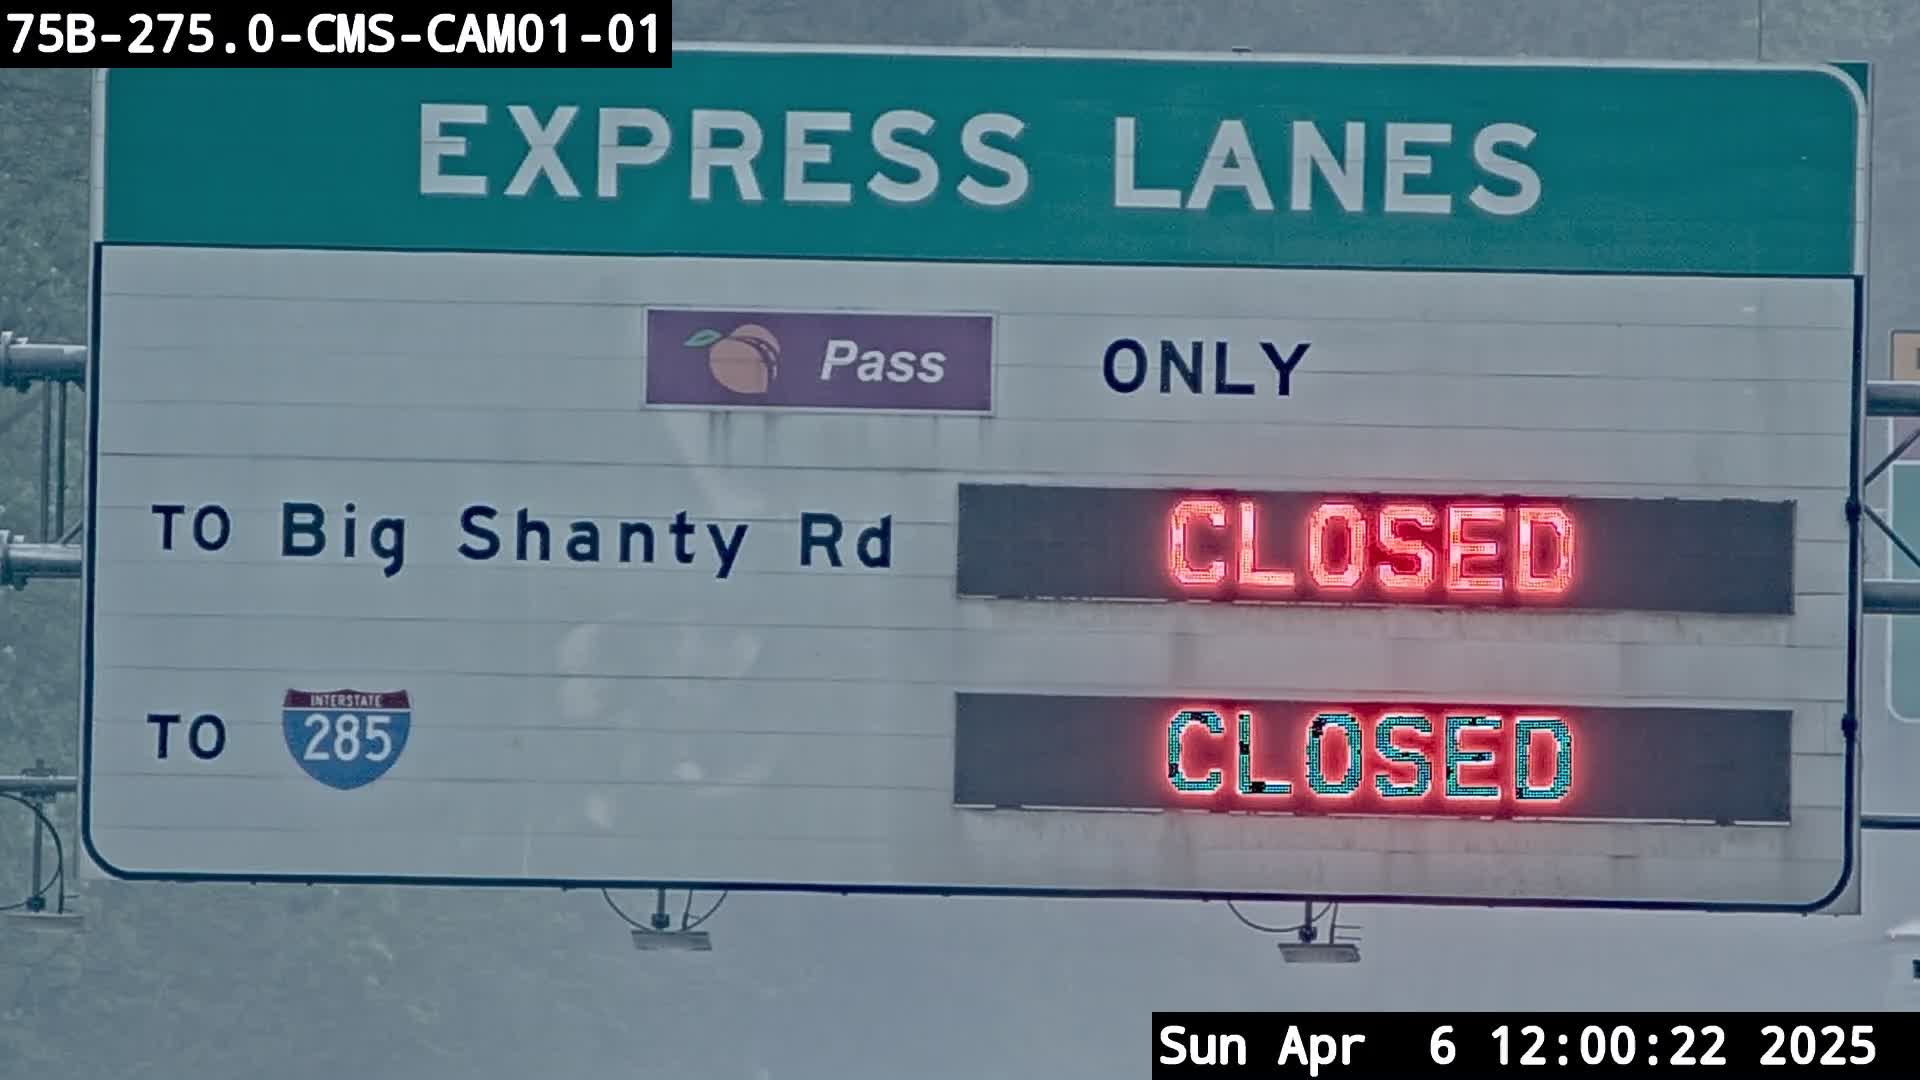 75B-275.0-CMS-CAM01-01
EXPRESS LANES
Pass ONLY
TO Big Shanty Rd CLOSED
INTERSTATE
TO 285 CLOSED
Sun Apr 6 12:00:22 2025